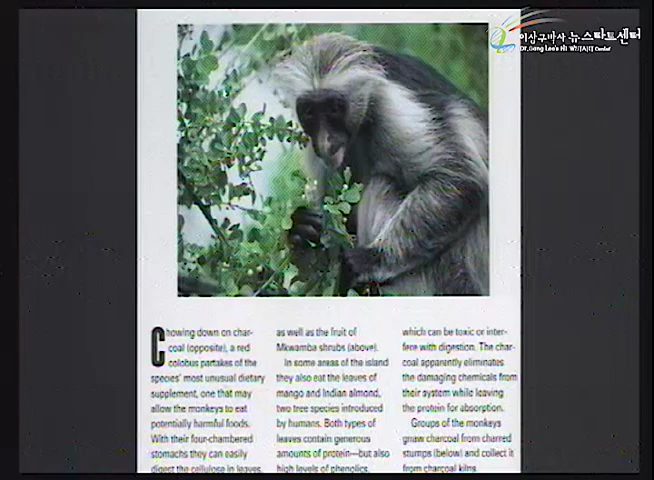 이상구박사 뉴스타트센터
Chowing down on char-
coal (opposite), a red
colobus partakes of the
species' most unusual dietary
supplement, one that may
allow the monkeys to eat
potentially harmful foods.
With their four-chambered
stomachs they can easily
digest the cellulose in leaves,
as well as the fruit of
Mkwamba shrubs (above).
In some areas of the island
they also eat the leaves of
mango and Indian almond,
two tree species introduced
by humans. Both types of
leaves contain generous
amounts of protein—but also
high levels of phenolics,
which can be toxic or inter-
fere with digestion. The char-
coal apparently eliminates
the damaging chemicals from
their system while leaving
the protein for absorption.
Groups of the monkeys
gnaw charcoal from charred
stumps (below) and collect it
from charcoal kilns.